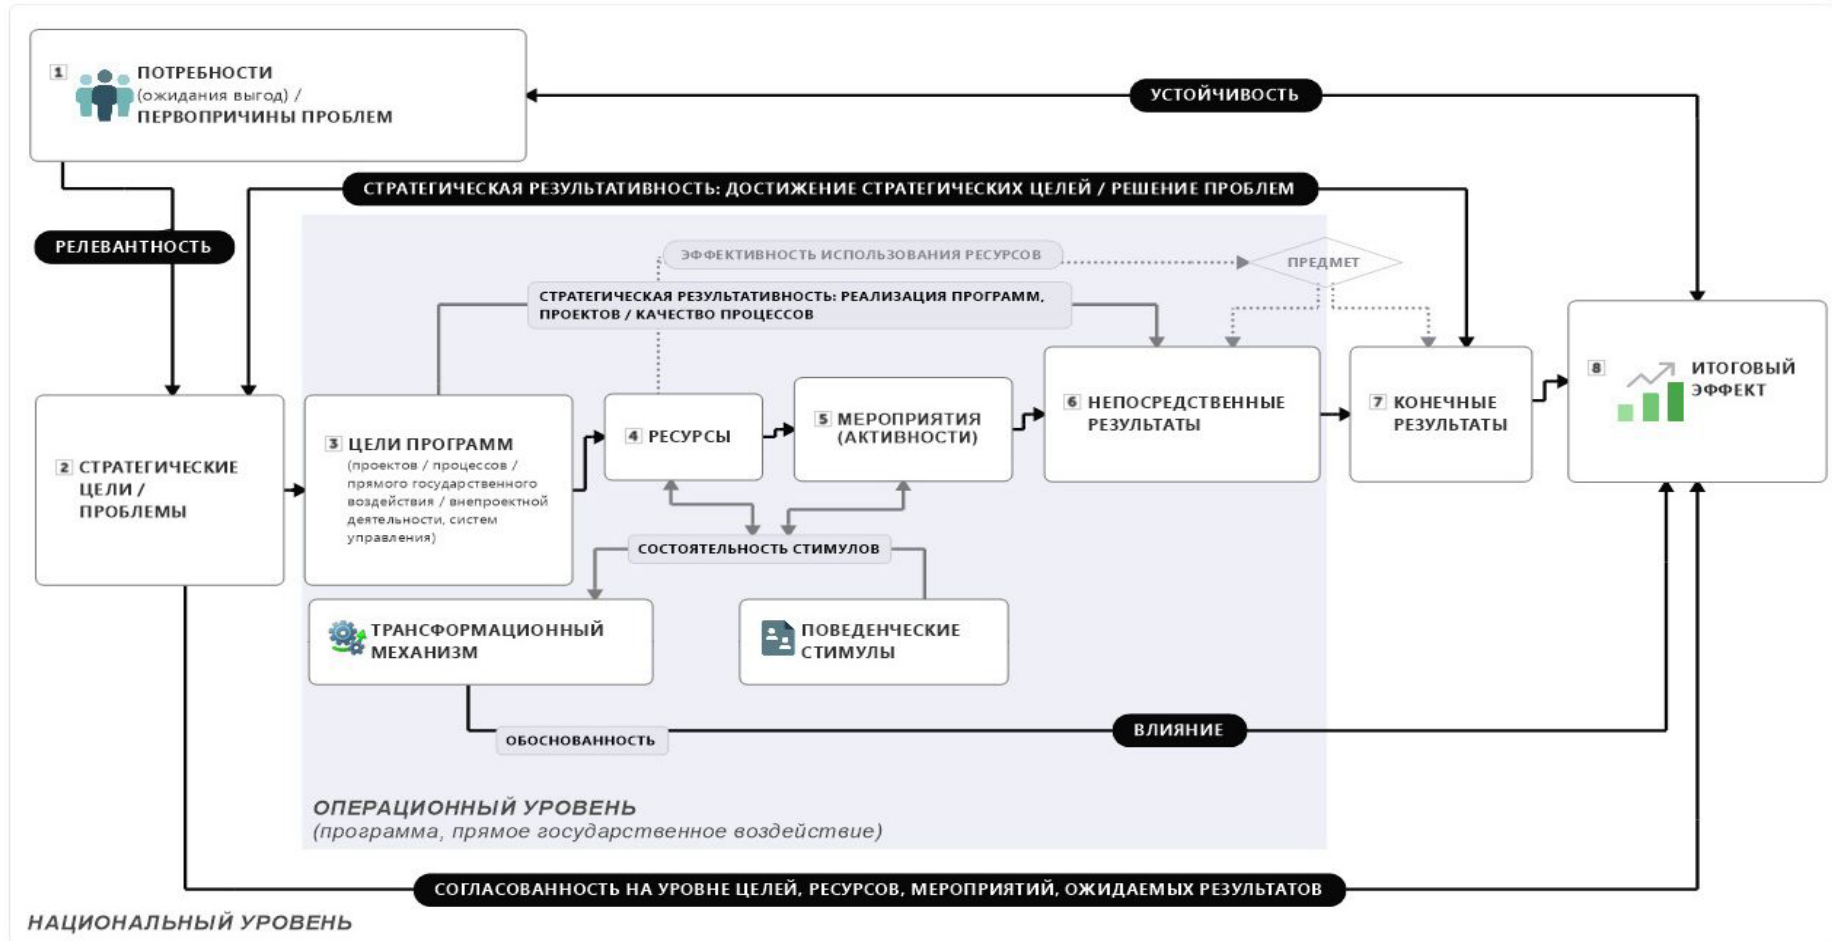 1 ПОТРЕБНОСТИ
(ожидания выгод) /
ПЕРВОПРИЧИНЫ ПРОБЛЕМ
УСТОЙЧИВОСТЬ
СТРАТЕГИЧЕСКАЯ РЕЗУЛЬТАТИВНОСТЬ: ДОСТИЖЕНИЕ СТРАТЕГИЧЕСКИХ ЦЕЛЕЙ / РЕШЕНИЕ ПРОБЛЕМ
РЕЛЕВАНТНОСТЬ
ЭФФЕКТИВНОСТЬ ИСПОЛЬЗОВАНИЯ РЕСУРСОВ
ПРЕДМЕТ
СТРАТЕГИЧЕСКАЯ РЕЗУЛЬТАТИВНОСТЬ: РЕАЛИЗАЦИЯ ПРОГРАММ,
ПРОЕКТОВ / КАЧЕСТВО ПРОЦЕССОВ
2 СТРАТЕГИЧЕСКИЕ
ЦЕЛИ /
ПРОБЛЕМЫ
3 ЦЕЛИ ПРОГРАММ
(проектов / процессов /
прямого государственного
воздействия / внепроектной
деятельности, систем
управления)
4 РЕСУРСЫ
5 МЕРОПРИЯТИЯ
(АКТИВНОСТИ)
6 НЕПОСРЕДСТВЕННЫЕ
РЕЗУЛЬТАТЫ
7 КОНЕЧНЫЕ
РЕЗУЛЬТАТЫ
8 ИТОГОВЫЙ
ЭФФЕКТ
СОСТОЯТЕЛЬНОСТЬ СТИМУЛОВ
ТРАНСФОРМАЦИОННЫЙ
МЕХАНИЗМ
ПОВЕДЕНЧЕСКИЕ
СТИМУЛЫ
ОБОСНОВАННОСТЬ
ВЛИЯНИЕ
ОПЕРАЦИОННЫЙ УРОВЕНЬ
(программа, прямое государственное воздействие)
СОГЛАСОВАННОСТЬ НА УРОВНЕ ЦЕЛЕЙ, РЕСУРСОВ, МЕРОПРИЯТИЙ, ОЖИДАЕМЫХ РЕЗУЛЬТАТОВ
НАЦИОНАЛЬНЫЙ УРОВЕНЬ